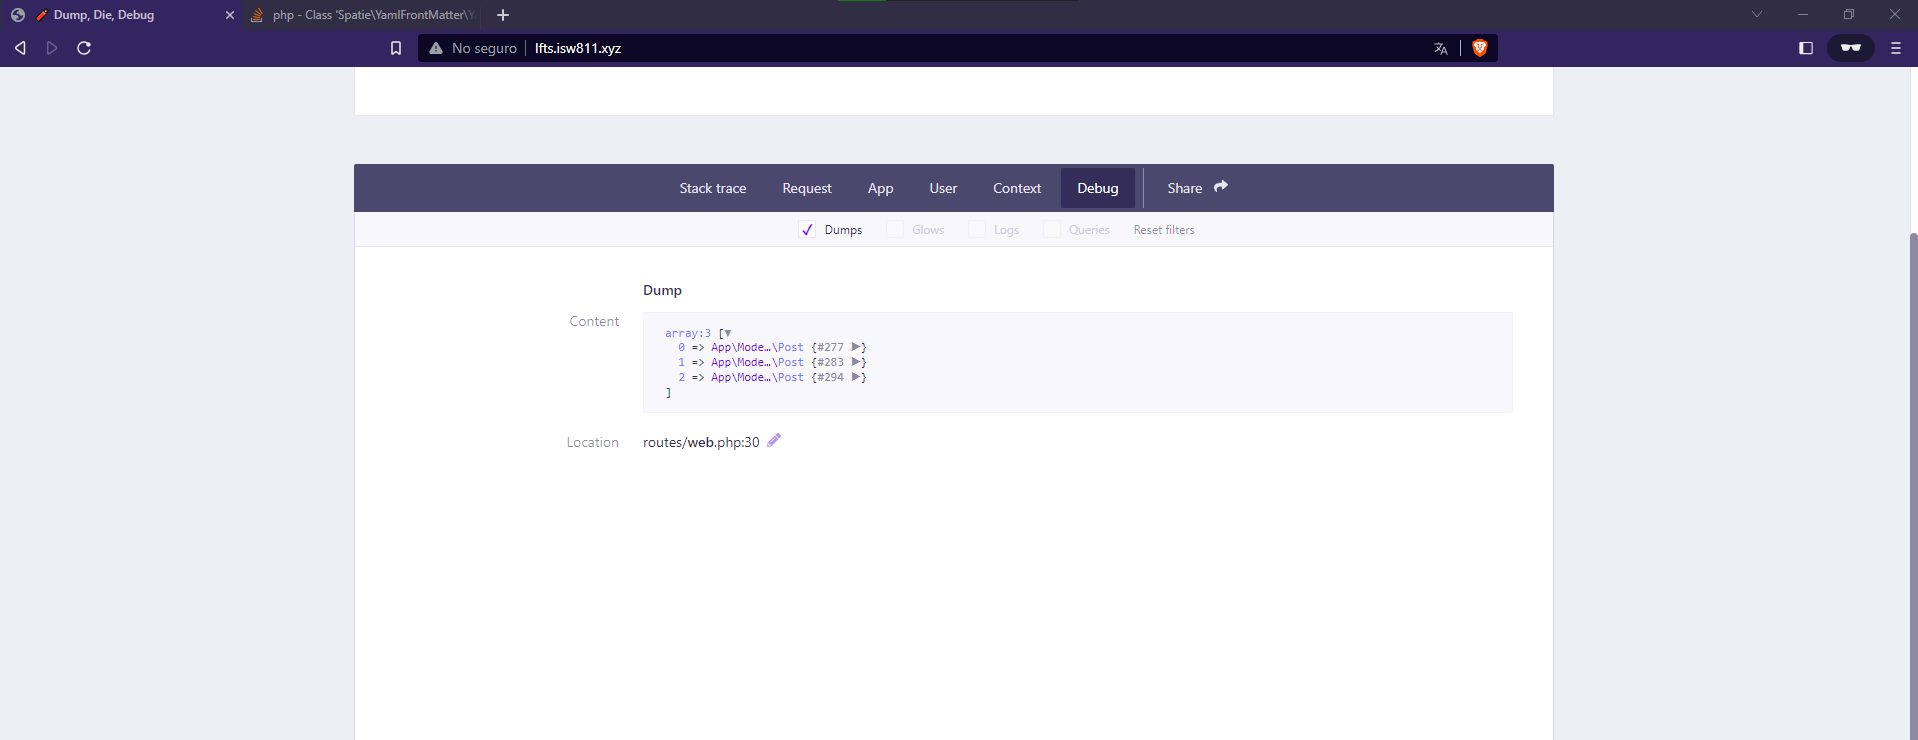 Dump, Die, Debug
php - Class 'Spatie\YamlFrontMatter\Y
No seguro
lfts.isw811.xyz
Stack trace Request App User Context Debug Share
Dumps Glows Logs Queries Reset filters
Dump
Content
array:3 [▼
0 => App\Mode…\Post {#277 ▶}
1 => App\Mode…\Post {#283 ▶}
2 => App\Mode…\Post {#294 ▶}
]
Location routes/web.php:30